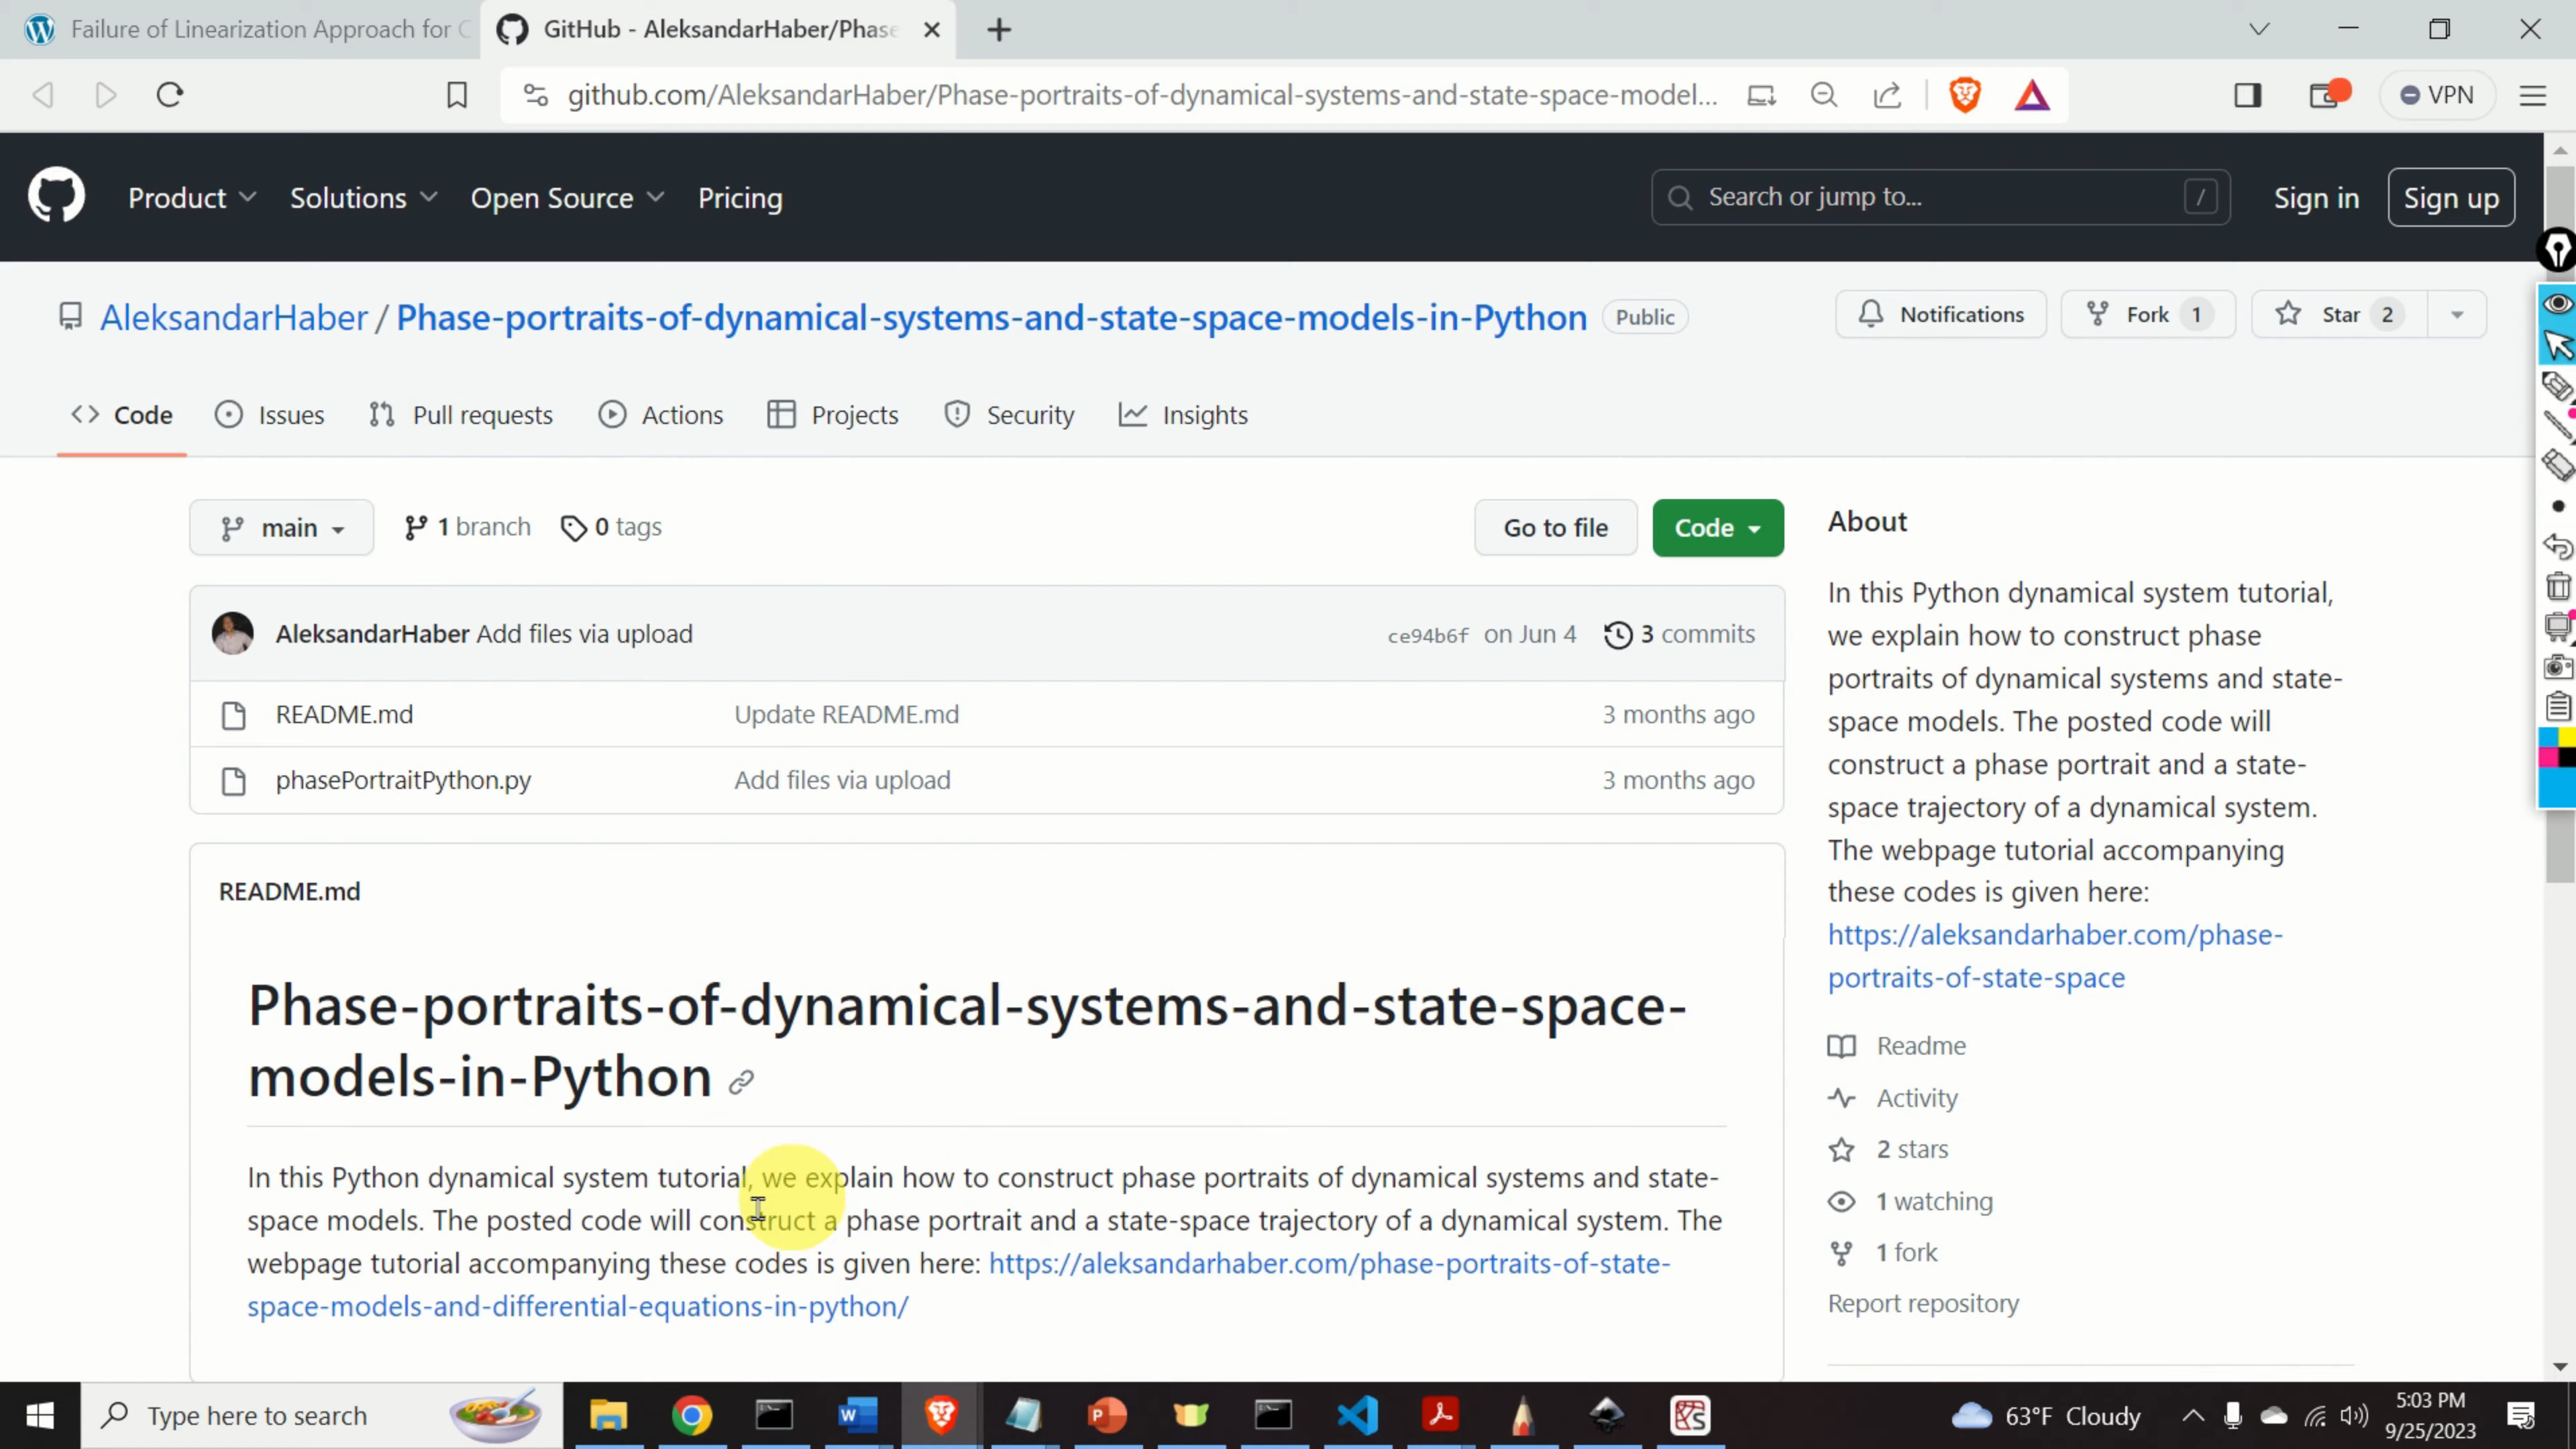 Failure of Linearization Approach for C
GitHub - AleksandarHaber/Phase
github.com/AleksandarHaber/Phase-portraits-of-dynamical-systems-and-state-space-model...
VPN
Product
Solutions
Open Source
Pricing
Search or jump to...
/
Sign in
Sign up
AleksandarHaber / Phase-portraits-of-dynamical-systems-and-state-space-models-in-Python
Public
Notifications
Fork 1
Star 2
Code
Issues
Pull requests
Actions
Projects
Security
Insights
main
1 branch
0 tags
Go to file
Code
AleksandarHaber Add files via upload
ce94b6f on Jun 4
3 commits
README.md
Update README.md
3 months ago
phasePortraitPython.py
Add files via upload
3 months ago
README.md
Phase-portraits-of-dynamical-systems-and-state-space-
models-in-Python
In this Python dynamical system tutorial, we explain how to construct phase portraits of dynamical systems and state-
space models. The posted code will construct a phase portrait and a state-space trajectory of a dynamical system. The
webpage tutorial accompanying these codes is given here: https://aleksandarhaber.com/phase-portraits-of-state-
space-models-and-differential-equations-in-python/
About
In this Python dynamical system tutorial,
we explain how to construct phase
portraits of dynamical systems and state-
space models. The posted code will
construct a phase portrait and a state-
space trajectory of a dynamical system.
The webpage tutorial accompanying
these codes is given here:
https://aleksandarhaber.com/phase-
portraits-of-state-space
Readme
Activity
2 stars
1 watching
1 fork
Report repository
Type here to search
63°F Cloudy
5:03 PM
9/25/2023